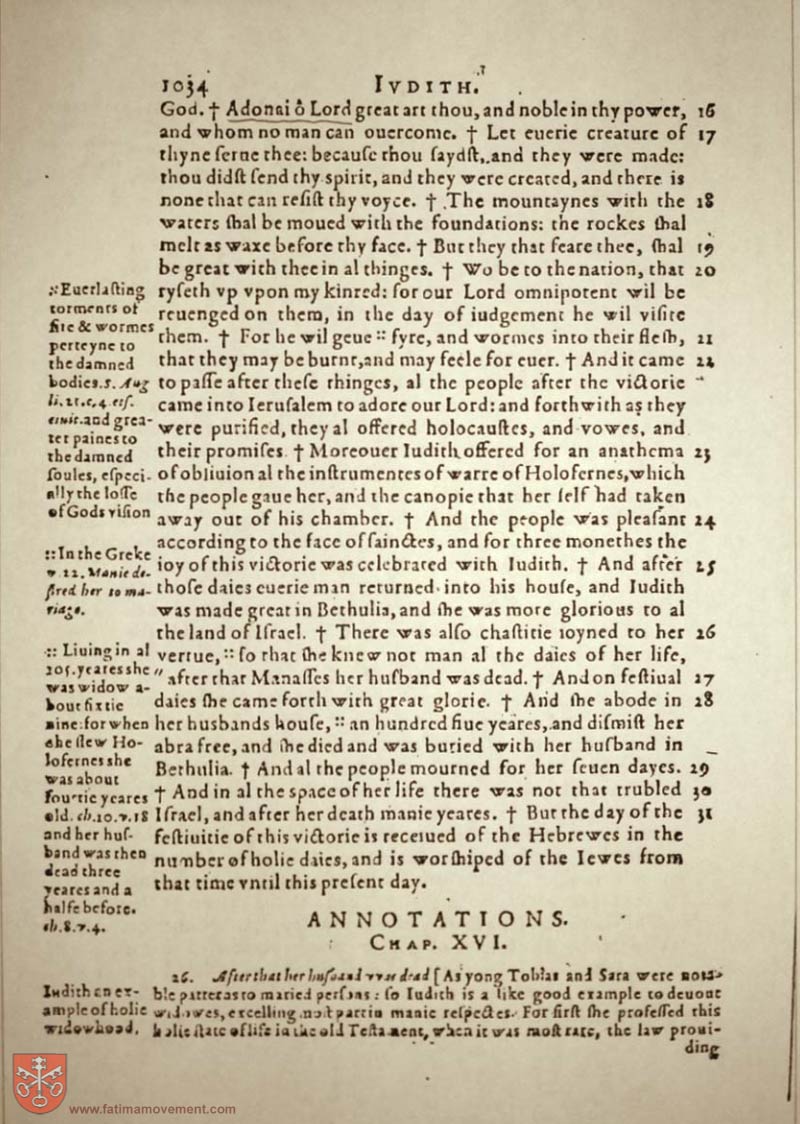 1034 IVDITH.
God. † Adonai ô Lord great art thou, and noble in thy power, 16
and whom no man can ouercome. † Let euerie creature of 17
thyne ſerue thee: becauſe thou ſaydſt, and they were made:
thou didſt ſend thy spirit, and they were created, and there is
none that can reſiſt thy voyce. † The mountaynes with the 18
waters ſhal be moued with the foundations: the rockes ſhal
melt as waxe before thy face. † But they that feare thee, ſhal 19
be great with thee in al thinges. † Wo be to the nation, that 20
ryſeth vp vpon my kinred: for our Lord omnipotent wil be
reuenged on them, in the day of iudgement he wil viſite
them. † For he wil geue :: fyre, and wormes into their fleſh, 21
that they may be burnt, and may feele for euer. † And it came 22
to paſſe after theſe thinges, al the people after the victorie
came into Ieruſalem to adore our Lord: and forthwith as they
were purified, they al offered holocauſtes, and vowes, and
their promiſes † Moreouer Iudith offered for an anathema 23
of obliuion al the inſtrumentes of warre of Holofernes, which
the people gaue her, and the canopie that her ſelf had taken
away out of his chamber. † And the people was pleaſant 24
according to the face of ſainctes, and for three monethes the
ioy of this victorie was celebrated with Iudith. † And after 25
thoſe daies euerie man returned into his houſe, and Iudith
was made great in Bethulia, and ſhe was more glorious to al
the land of Iſrael. † There was alſo chaſtitie ioyned to her 26
vertue, :: ſo that ſhe knew not man al the daies of her life,
" after that Manaſſes her huſband was dead. † And on feſtiual 27
daies ſhe came forth with great glorie. † And ſhe abode in 28
her husbands houſe, :: an hundred fiue yeares, and diſmiſt her
abra free, and ſhe died and was buried with her huſband in
Bethulia. † And al the people mourned for her ſeuen dayes. 29
† And in al the space of her life there was not that trubled 30
Iſrael, and after her death manie yeares. † But the day of the 31
feſtiuitie of this victorie is receiued of the Hebrewes in the
number of holie daies, and is worſhiped of the Iewes from
that time vntil this preſent day.
:: Euerlaſting
torments of
fire & wormes
perteyne to
the damned
bodies. S. Aug
li. 21. c. 4
ciuit. and grea-
ter paines to
the damned
ſoules, eſpeci-
ally the loſſe
of Gods viſion
:: In the Greke
v 22. Manie de-
ſired her to ma-
riage.
:: Liuing in al
105. yeares she
was widow a-
bout fixtie
nine: for when
she slew Ho-
lofernes she
was about
fourtie yeares
old. ch. 10. v. 18
and her huſ-
band was then
dead three
yeares and a
halfe before.
ch. 8. v. 4.
ANNOTATIONS.
CHAP. XVI.
26. After that her huſband was dead [As yong Tobias and Sara were nota-
ble patterns to maried perſons: ſo Iudith is a like good example to deuout
widowes, excelling in manie reſpectes. For firſt ſhe profeſſed this
holie ſtate of life in the old Teſtament, when it was moſt rare, the law proui-
ding
Iudith an ex-
ample of holie
widowhood.
www.fatimamovement.com